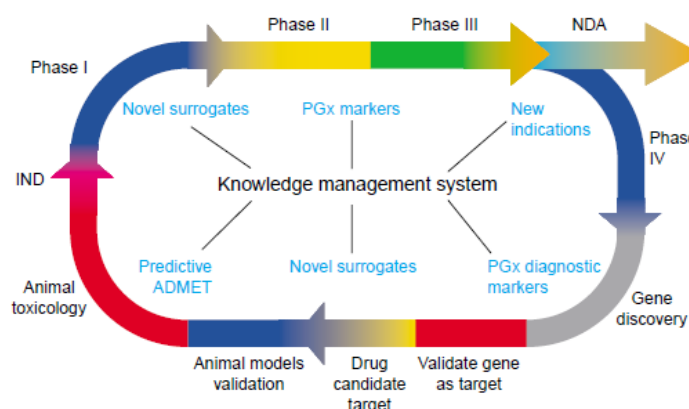 Phase II
Phase III
NDA
Phase I
Novel surrogates
PGx markers
New
indications
Phase
IV
IND
Knowledge management system
Predictive
ADMET
Novel surrogates
PGx diagnostic
markers
Animal
toxicology
Gene
discovery
Animal models
validation
Drug
candidate
target
Validate gene
as target